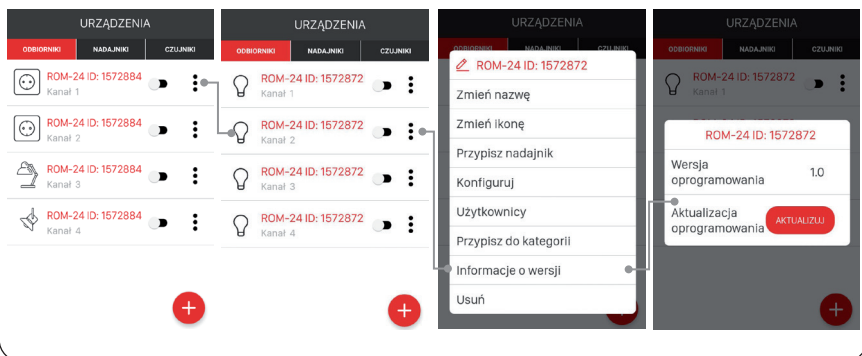 URZĄDZENIA
ODBIORNIKI NADAJNIKI CZUJNIKI
ROM-24 ID: 1572884
Kanał 1
ROM-24 ID: 1572884
Kanał 2
ROM-24 ID: 1572884
Kanał 3
ROM-24 ID: 1572884
Kanał 4
+
URZĄDZENIA
ODBIORNIKI NADAJNIKI CZUJNIKI
ROM-24 ID: 1572872
Kanał 1
ROM-24 ID: 1572872
Kanał 2
ROM-24 ID: 1572872
Kanał 3
ROM-24 ID: 1572872
Kanał 4
+
URZĄDZENIA
ODBIORNIKI NADAJNIKI CZUJNIKI
ROM-24 ID: 1572872
Zmień nazwę
Zmień ikonę
Przypisz nadajnik
Konfiguruj
Użytkownicy
Przypisz do kategorii
Informacje o wersji
Usuń
URZĄDZENIA
ODBIORNIKI NADAJNIKI CZUJNIKI
ROM-24 ID: 1572872
Kanał 1
ROM-24 ID: 1572872
Wersja
oprogramowania 1.0
Aktualizacja
oprogramowania AKTUALIZUJ
+